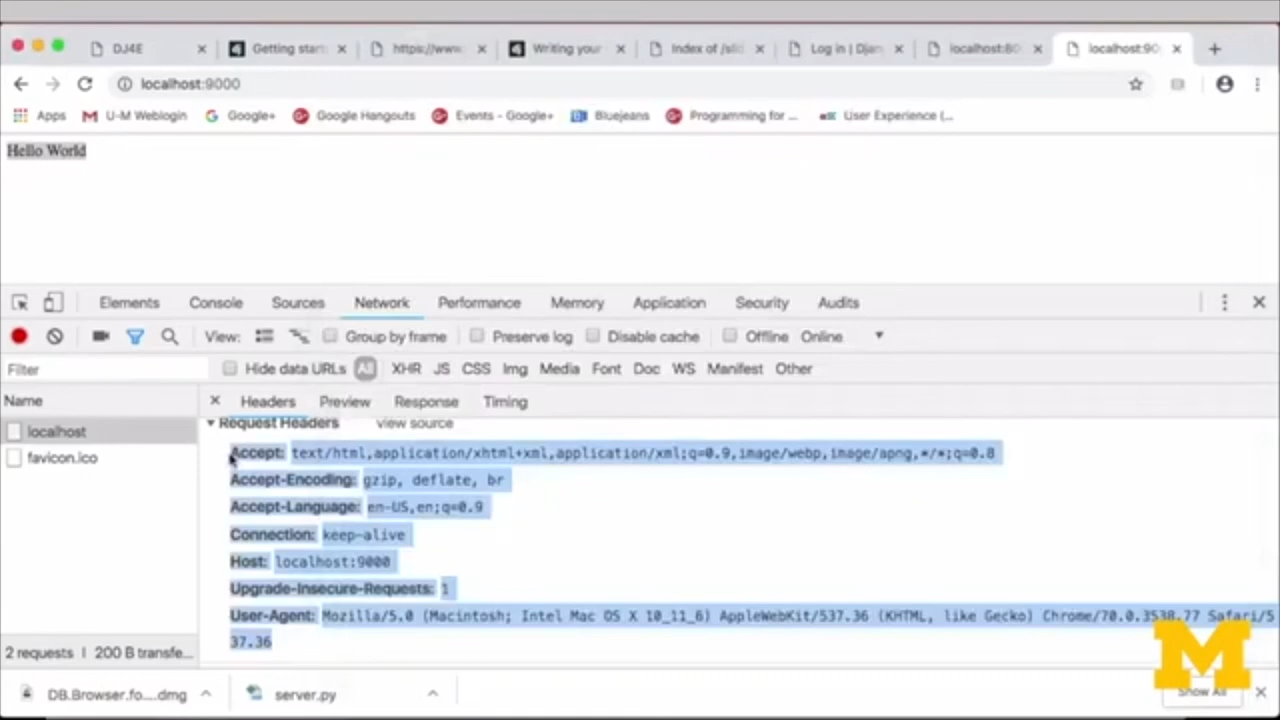 DJ4E Getting start https://www. Writing your Index of /slid Log in | Djan localhost:80 localhost:90
localhost:9000
Apps U-M Weblogin Google+ Google Hangouts Events - Google+ Bluejeans Programming for ... User Experience (...
Hello World
Elements Console Sources Network Performance Memory Application Security Audits
View: Group by frame Preserve log Disable cache Offline Online
Filter Hide data URLs All XHR JS CSS Img Media Font Doc WS Manifest Other
Name Headers Preview Response Timing
Request Headers view source
localhost
favicon.ico
Accept: text/html,application/xhtml+xml,application/xml;q=0.9,image/webp,image/apng,*/*;q=0.8
Accept-Encoding: gzip, deflate, br
Accept-Language: en-US,en;q=0.9
Connection: keep-alive
Host: localhost:9000
Upgrade-Insecure-Requests: 1
User-Agent: Mozilla/5.0 (Macintosh; Intel Mac OS X 10_11_6) AppleWebKit/537.36 (KHTML, like Gecko) Chrome/70.0.3538.77 Safari/5
37.36
2 requests | 200 B transfe...
M
DB.Browser.fo....dmg server.py Show All